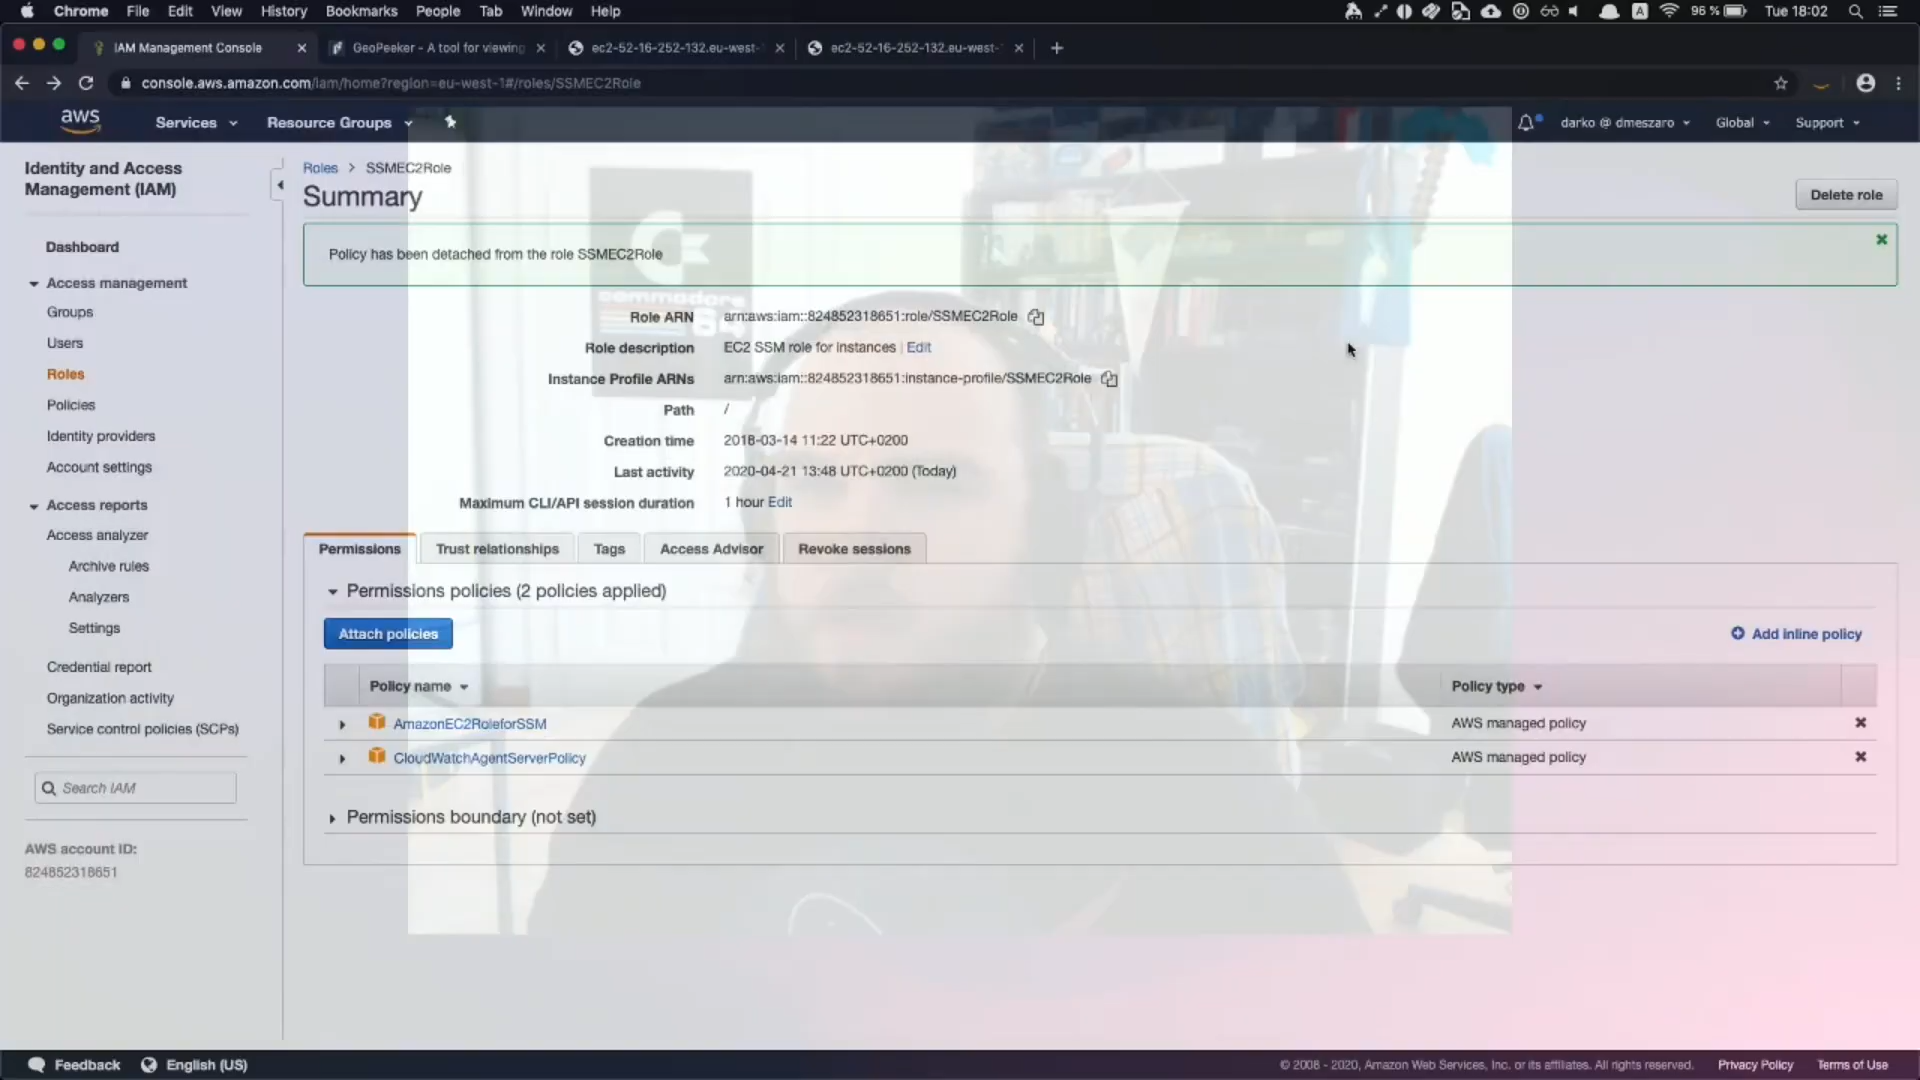 Chrome File Edit View History Bookmarks People Tab Window Help 96 % Tue 18:02
IAM Management Console GeoPeeker - A tool for viewing ec2-52-16-252-132.eu-west- ec2-52-16-252-132.eu-west-
console.aws.amazon.com/iam/home?region=eu-west-1#/roles/SSMEC2Role
aws Services Resource Groups darko @ dmeszaro Global Support
Identity and Access
Management (IAM)
Dashboard
Access management
Groups
Users
Roles
Policies
Identity providers
Account settings
Access reports
Access analyzer
Archive rules
Analyzers
Settings
Credential report
Organization activity
Service control policies (SCPs)
Search IAM
AWS account ID:
824852318651
Roles > SSMEC2Role
Summary
Delete role
Policy has been detached from the role SSMEC2Role
commodore
64
Role ARN arn:aws:iam::824852318651:role/SSMEC2Role
Role description EC2 SSM role for instances | Edit
Instance Profile ARNs arn:aws:iam::824852318651:instance-profile/SSMEC2Role
Path /
Creation time 2018-03-14 11:22 UTC+0200
Last activity 2020-04-21 13:48 UTC+0200 (Today)
Maximum CLI/API session duration 1 hour Edit
Permissions Trust relationships Tags Access Advisor Revoke sessions
Permissions policies (2 policies applied)
Attach policies Add inline policy
Policy name Policy type
AmazonEC2RoleforSSM AWS managed policy
CloudWatchAgentServerPolicy AWS managed policy
Permissions boundary (not set)
Feedback English (US) © 2008 - 2020, Amazon Web Services, Inc. or its affiliates. All rights reserved. Privacy Policy Terms of Use